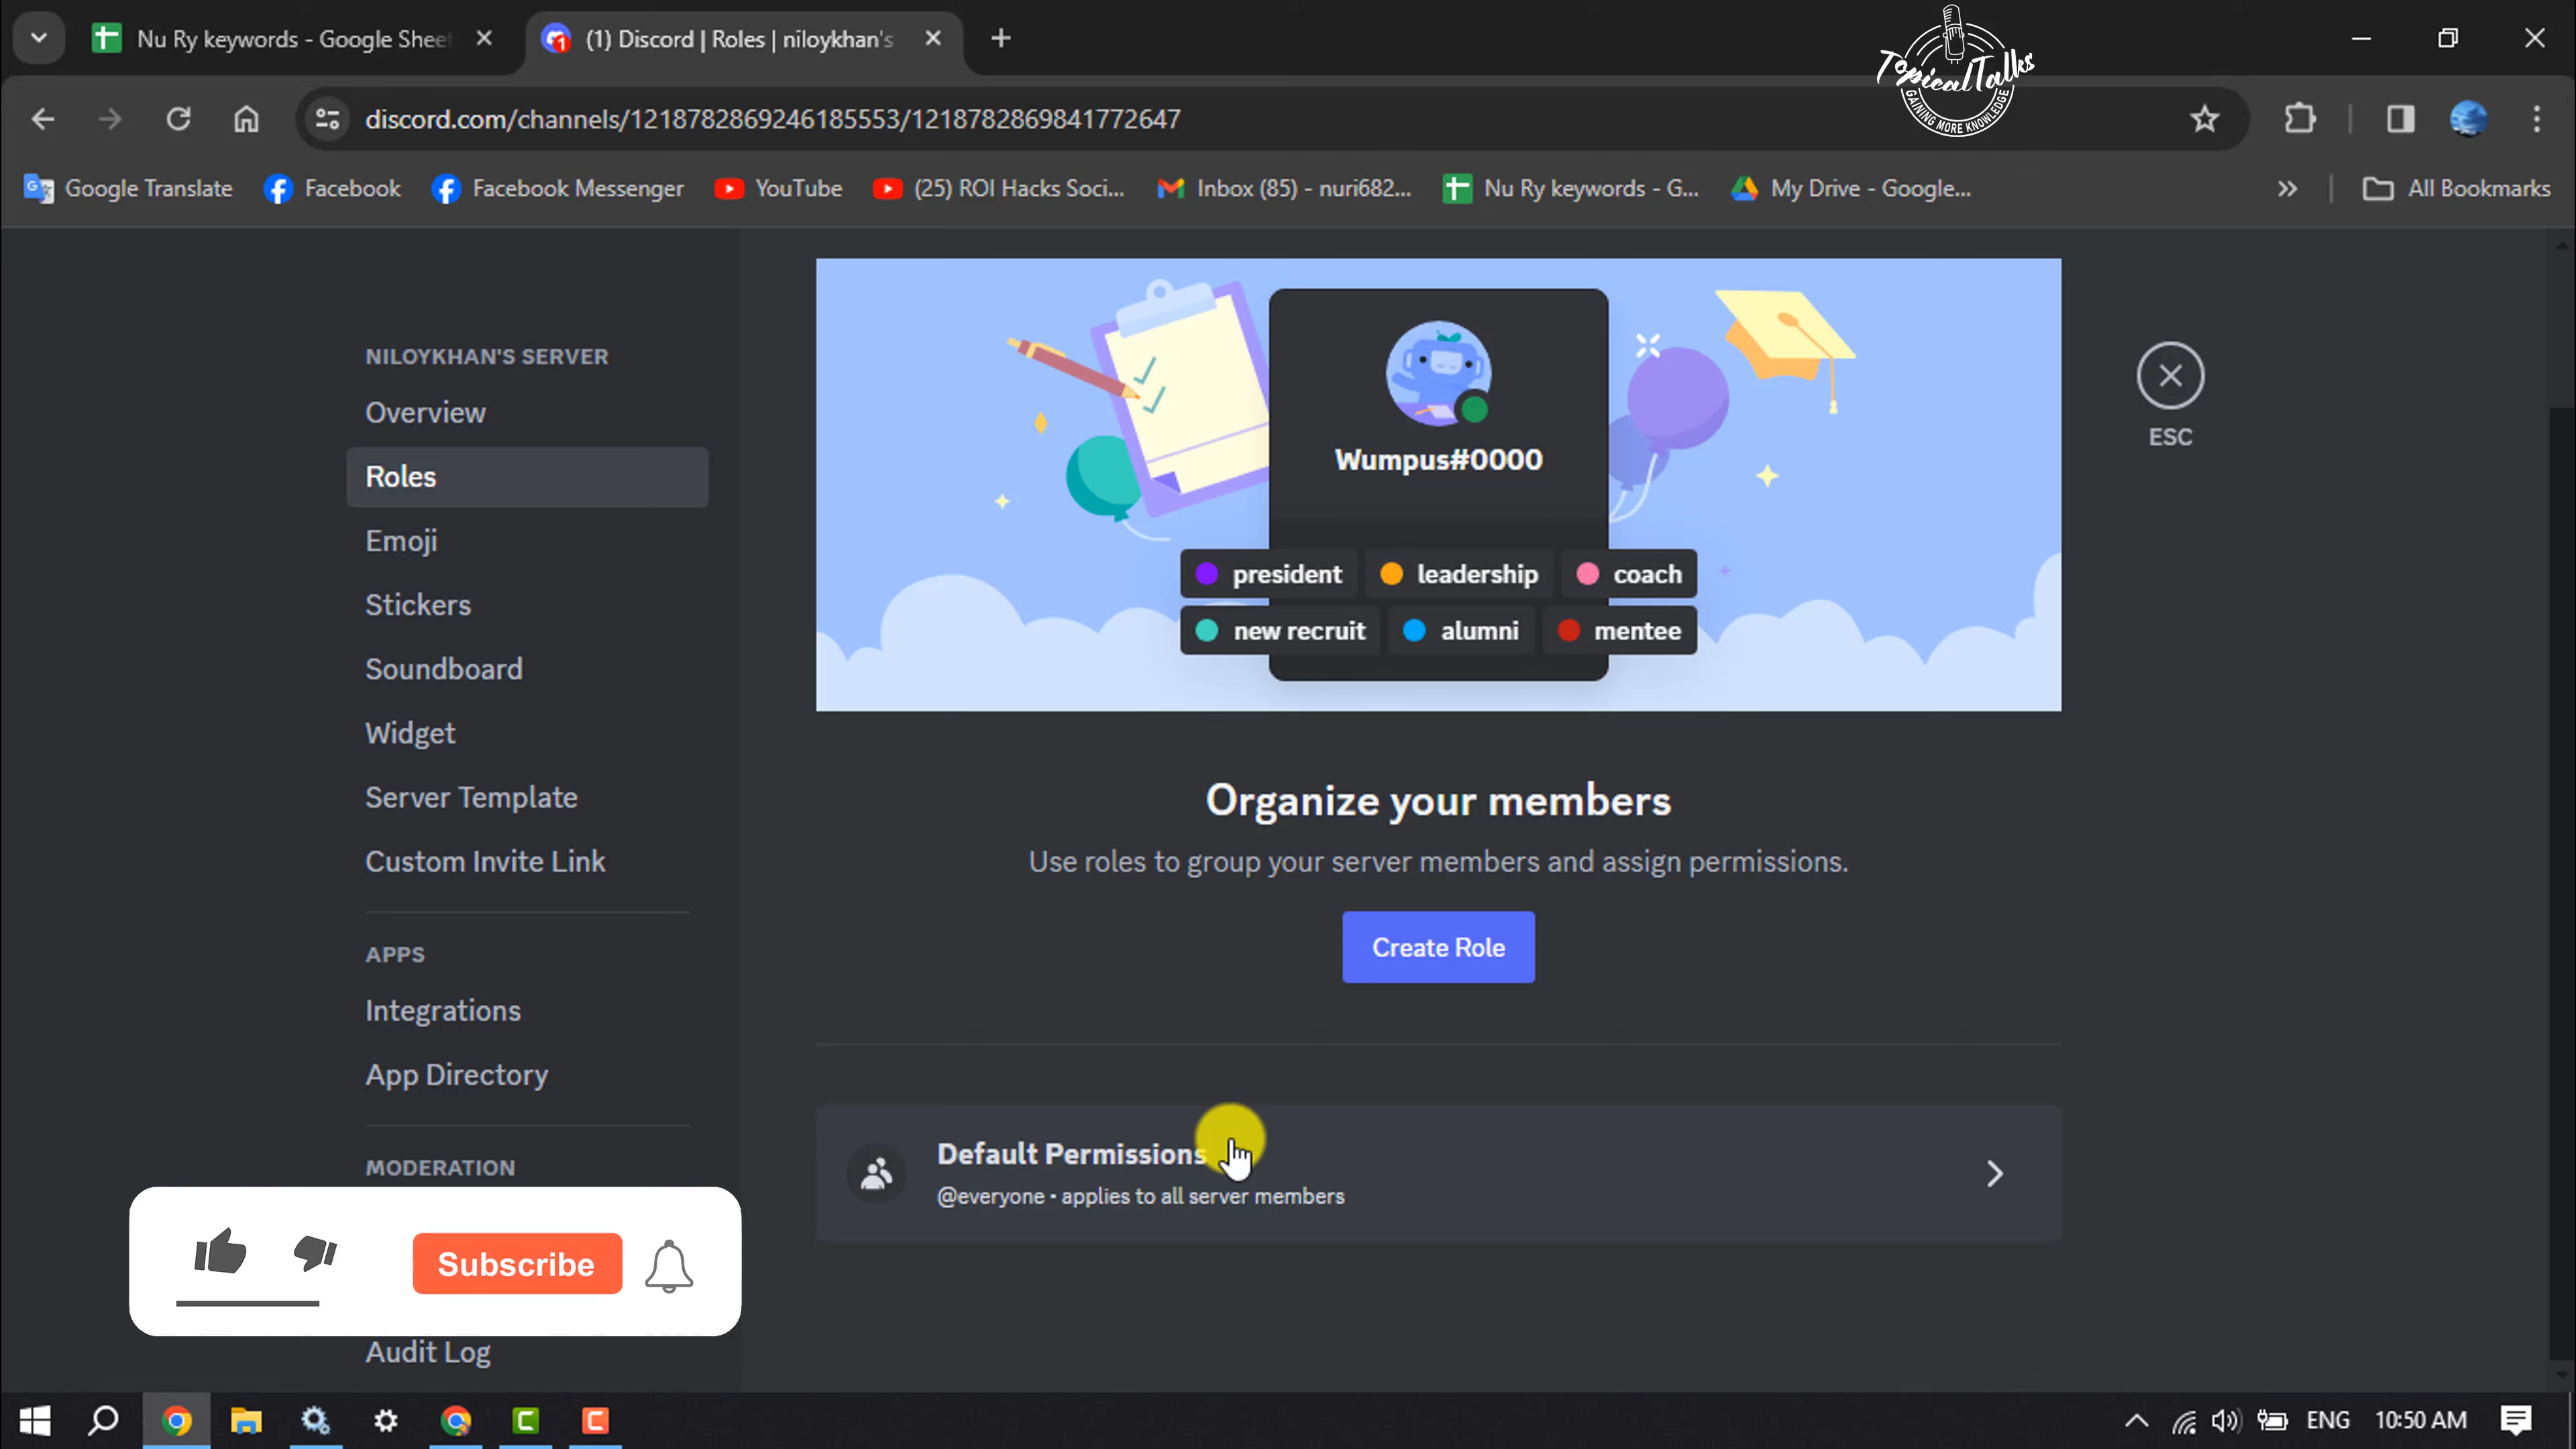 Nu Ry keywords - Google Sheet
(1) Discord | Roles | niloykhan's
TopicalTalks
GAINING MORE KNOWLEDGE
discord.com/channels/1218782869246185553/1218782869841772647
Google Translate
Facebook
Facebook Messenger
YouTube
(25) ROI Hacks Soci...
Inbox (85) - nuri682...
Nu Ry keywords - G...
My Drive - Google...
All Bookmarks
NILOYKHAN'S SERVER
Overview
Roles
Emoji
Stickers
Soundboard
Widget
Server Template
Custom Invite Link
APPS
Integrations
App Directory
MODERATION
Audit Log
Wumpus#0000
president leadership coach
new recruit alumni mentee
ESC
Organize your members
Use roles to group your server members and assign permissions.
Create Role
Default Permissions
@everyone • applies to all server members
Subscribe
ENG
10:50 AM